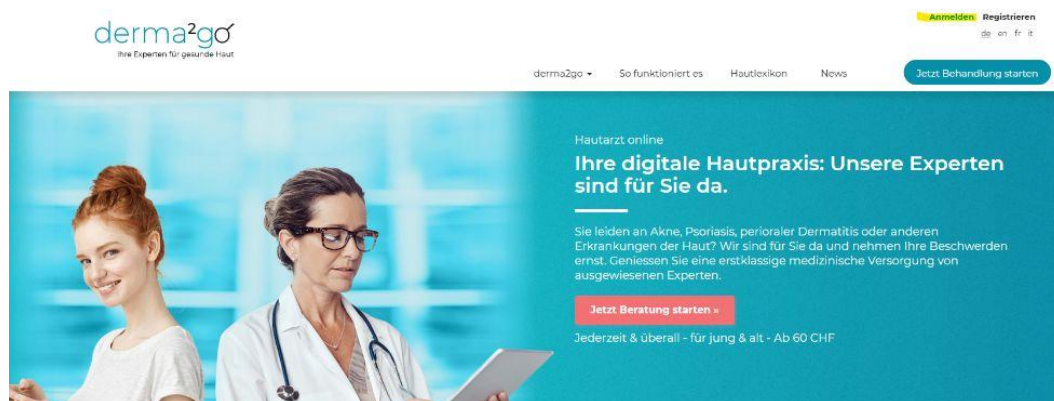 derma²go
Ihre Experten für gesunde Haut
Anmelden Registrieren
de en fr it
derma2go So funktioniert es Hautlexikon News Jetzt Behandlung starten
Hautarzt online
Ihre digitale Hautpraxis: Unsere Experten
sind für Sie da.
Sie leiden an Akne, Psoriasis, perioraler Dermatitis oder anderen
Erkrankungen der Haut? Wir sind für Sie da und nehmen Ihre Beschwerden
ernst. Geniessen Sie eine erstklassige medizinische Versorgung von
ausgewiesenen Experten.
Jetzt Beratung starten »
Jederzeit & überall - für jung & alt - Ab 60 CHF